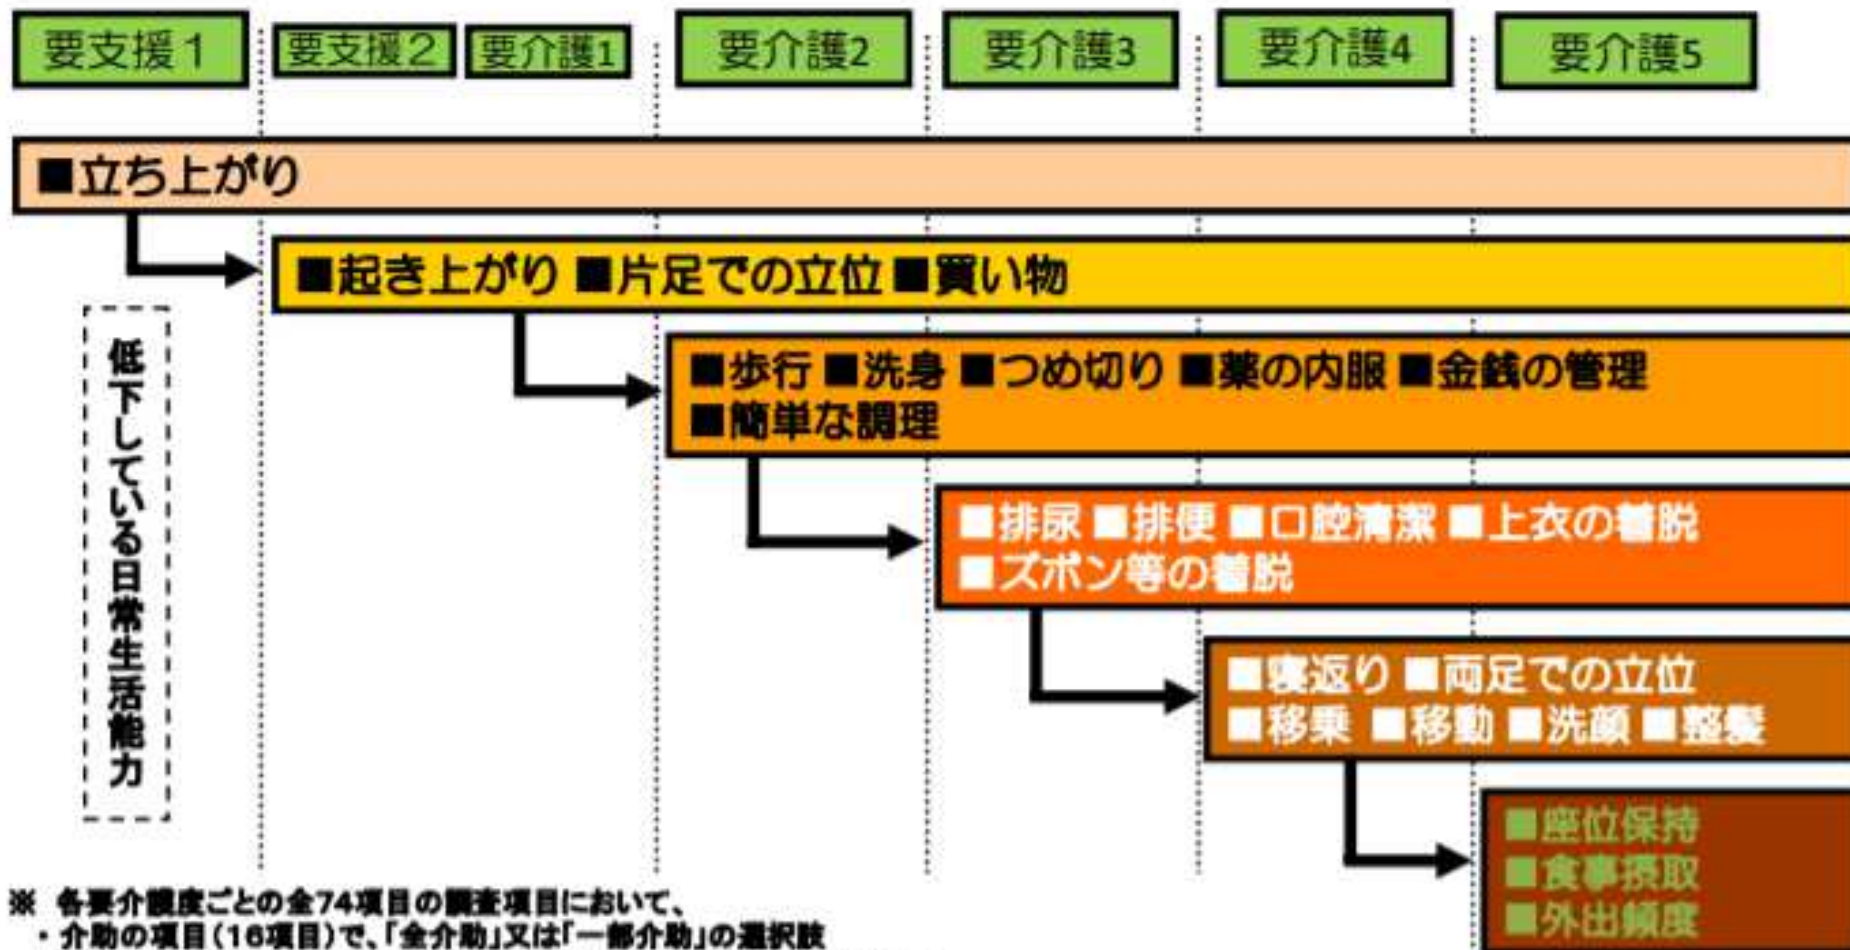 要支援1 要支援2 要介護1 要介護2 要介護3 要介護4 要介護5
■立ち上がり
■起き上がり ■片足での立位 ■買い物
低下している日常生活能力
■歩行 ■洗身 ■つめ切り ■薬の内服 ■金銭の管理
■簡単な調理
■排尿 ■排便 ■口腔清潔 ■上衣の着脱
■ズボン等の着脱
■寝返り ■両足での立位
■移乗 ■移動 ■洗顔 ■整髪
■座位保持
■食事摂取
■外出頻度
※ 各要介護度ごとの全74項目の調査項目において、
・介助の項目(16項目)で、「全介助」又は「一部介助」の選択肢